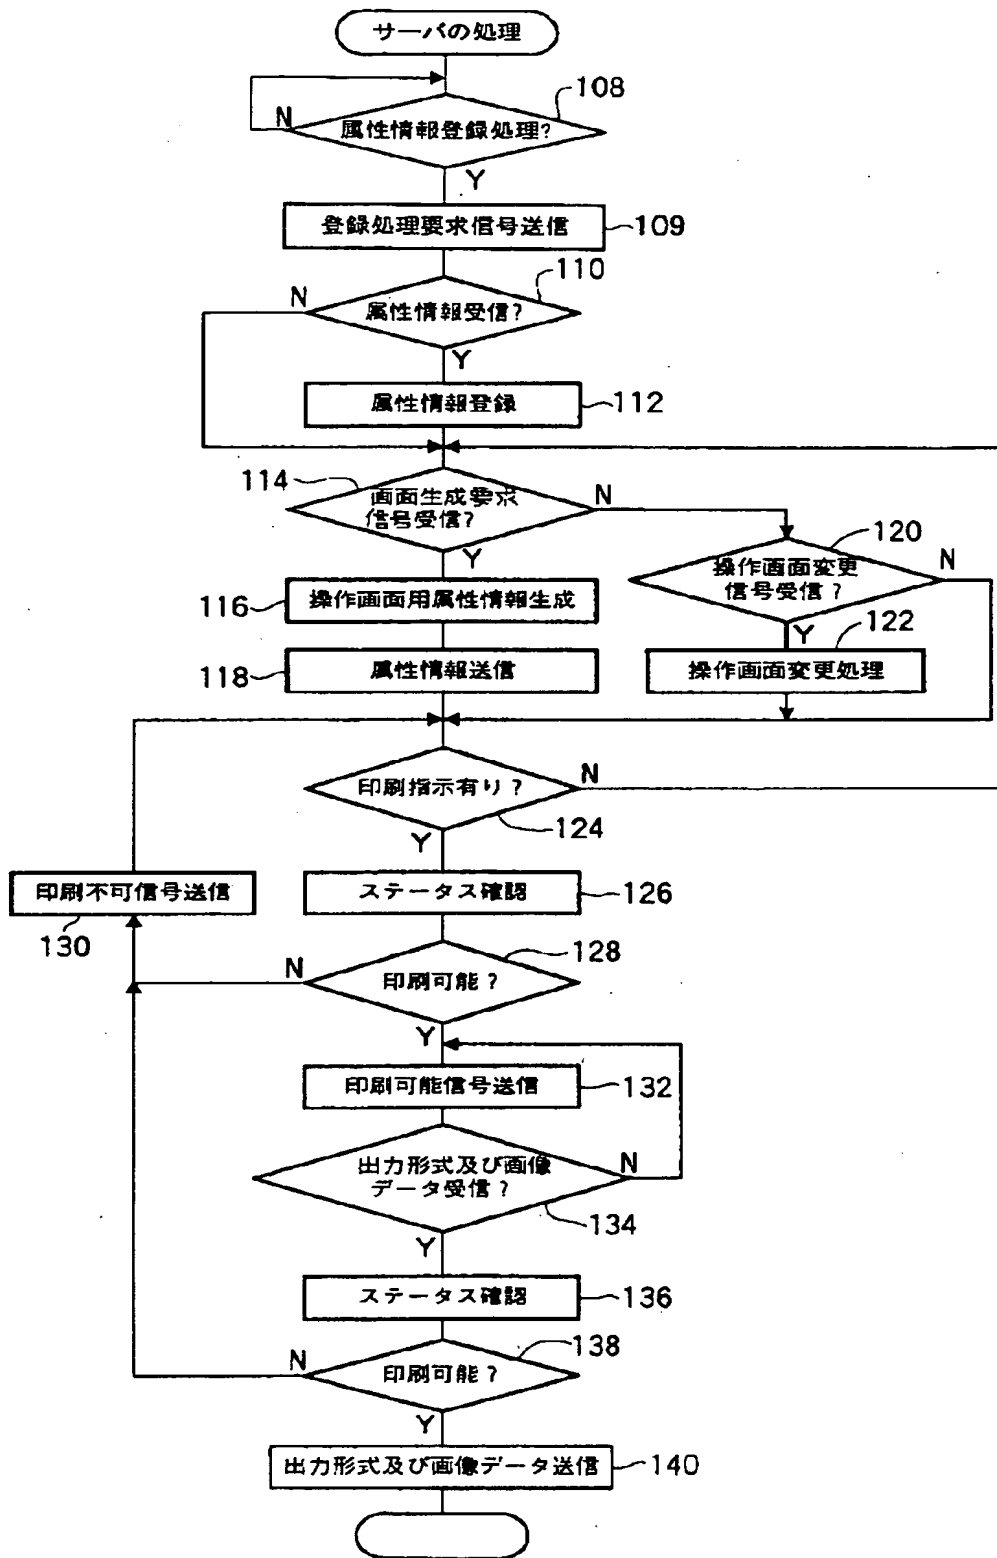 サーバの処理
108
N
属性情報登録処理?
Y
登録処理要求信号送信
109
110
N
属性情報受信?
Y
属性情報登録
112
114
画面生成要求
信号受信?
N
Y
120
操作画面変更
信号受信?
N
Y
116
操作画面用属性情報生成
122
操作画面変更処理
118
属性情報送信
印刷指示有り?
N
124
Y
印刷不可信号送信
130
ステータス確認
126
128
N
印刷可能?
Y
印刷可能信号送信
132
出力形式及び画像
データ受信?
N
134
Y
ステータス確認
136
138
N
印刷可能?
Y
出力形式及び画像データ送信
140